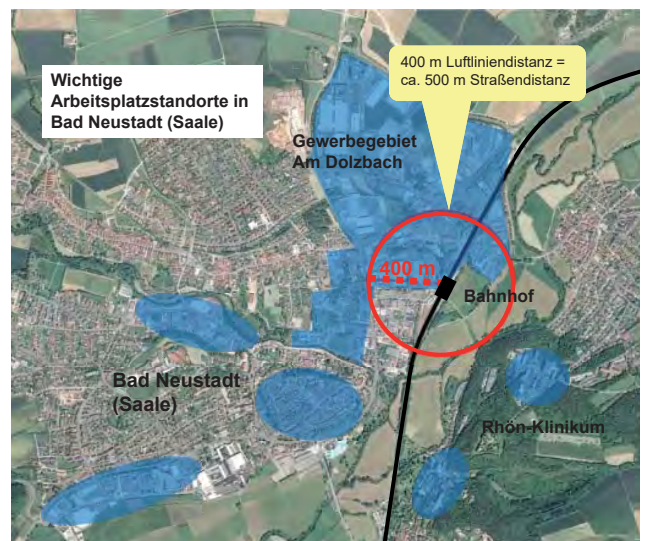 Wichtige
Arbeitsplatzstandorte in
Bad Neustadt (Saale)
400 m Luftliniendistanz =
ca. 500 m Straßendistanz
Gewerbegebiet
Am Dolzbach
400 m
Bahnhof
Bad Neustadt
(Saale)
Rhön-Klinikum